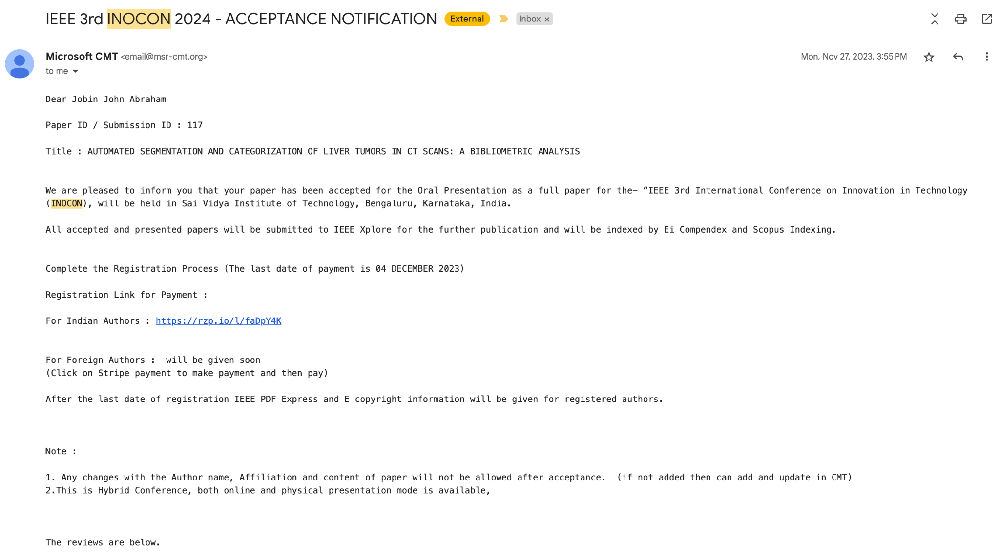 IEEE 3rd INOCON 2024 - ACCEPTANCE NOTIFICATION External Inbox ×
Microsoft CMT <email@msr-cmt.org> Mon, Nov 27, 2023, 3:55 PM
to me
Dear Jobin John Abraham
Paper ID / Submission ID : 117
Title : AUTOMATED SEGMENTATION AND CATEGORIZATION OF LIVER TUMORS IN CT SCANS: A BIBLIOMETRIC ANALYSIS
We are pleased to inform you that your paper has been accepted for the Oral Presentation as a full paper for the– “IEEE 3rd International Conference on Innovation in Technology
(INOCON), will be held in Sai Vidya Institute of Technology, Bengaluru, Karnataka, India.
All accepted and presented papers will be submitted to IEEE Xplore for the further publication and will be indexed by Ei Compendex and Scopus Indexing.
Complete the Registration Process (The last date of payment is 04 DECEMBER 2023)
Registration Link for Payment :
For Indian Authors : https://rzp.io/l/faDpY4K
For Foreign Authors :  will be given soon
(Click on Stripe payment to make payment and then pay)
After the last date of registration IEEE PDF Express and E copyright information will be given for registered authors.
Note :
1. Any changes with the Author name, Affiliation and content of paper will not be allowed after acceptance.  (if not added then can add and update in CMT)
2.This is Hybrid Conference, both online and physical presentation mode is available,
The reviews are below.